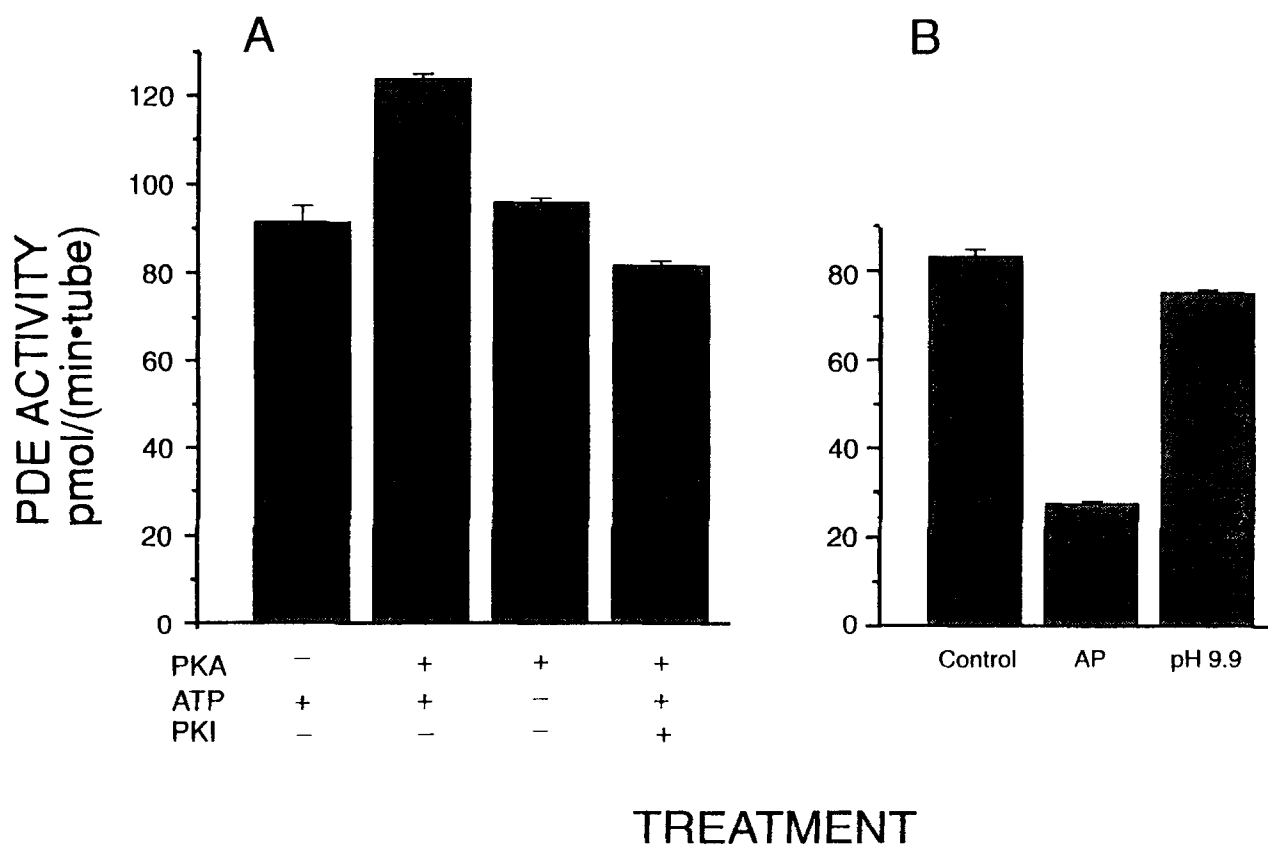 A
PDE ACTIVITY
pmol/(min•tube)
120
100
80
60
40
20
0
PKA − + + +
ATP + + − +
PKI − − − +
B
80
60
40
20
0
Control AP pH 9.9
TREATMENT